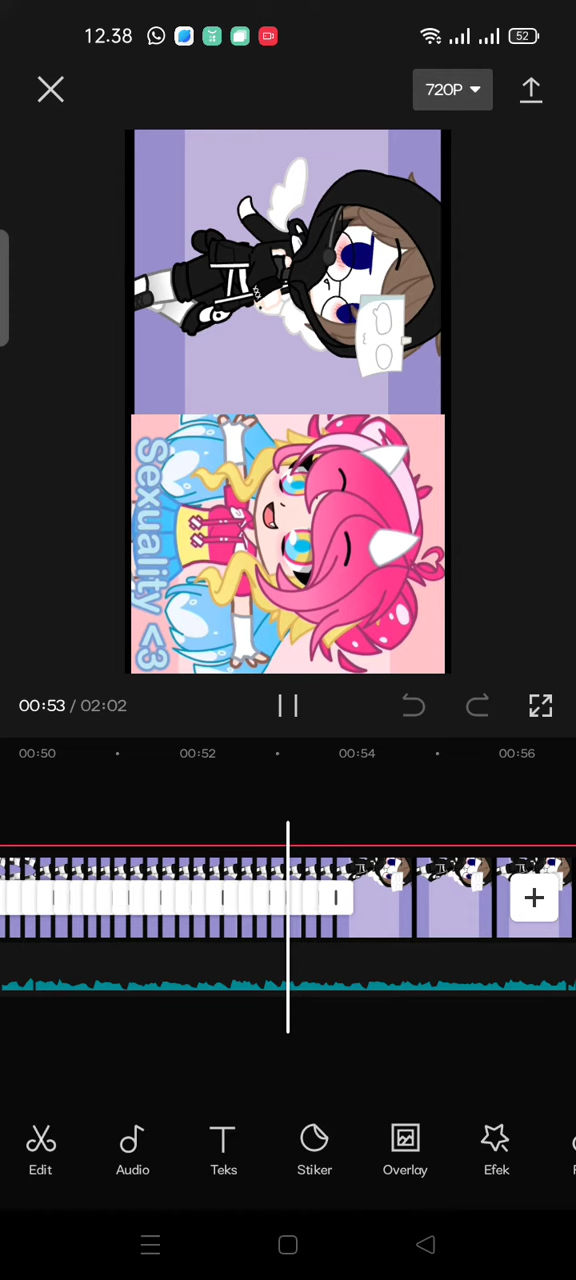 12.38
52
720P
Sexuality <3
00:53 / 02:02
00:50
00:52
00:54
00:56
Edit
Audio
Teks
Stiker
Overlay
Efek